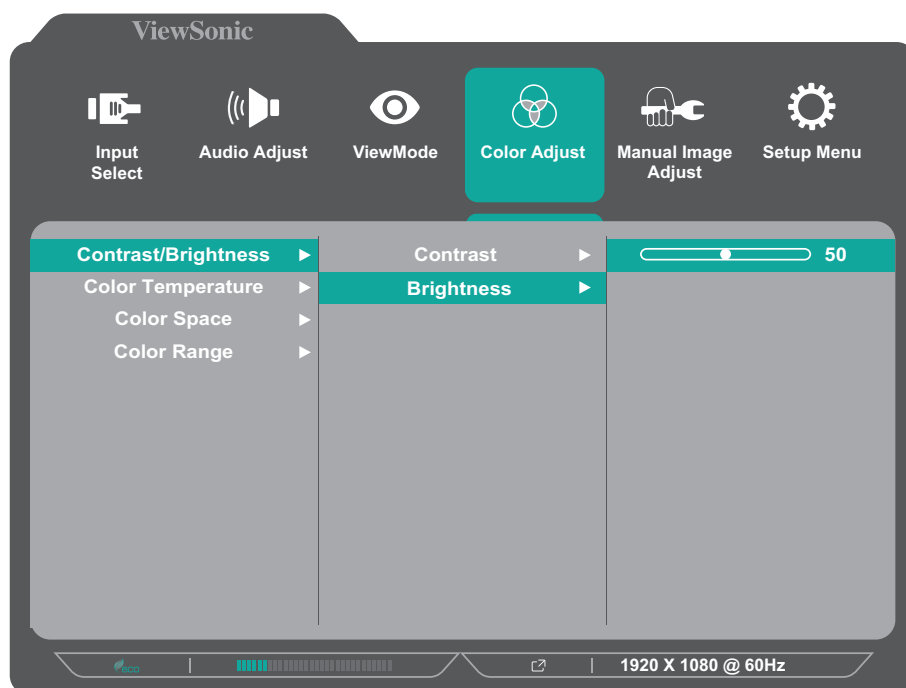 ViewSonic
Input Select
Audio Adjust
ViewMode
Color Adjust
Manual Image Adjust
Setup Menu
Contrast/Brightness
Contrast
50
Color Temperature
Brightness
Color Space
Color Range
eco
1920 X 1080 @ 60Hz